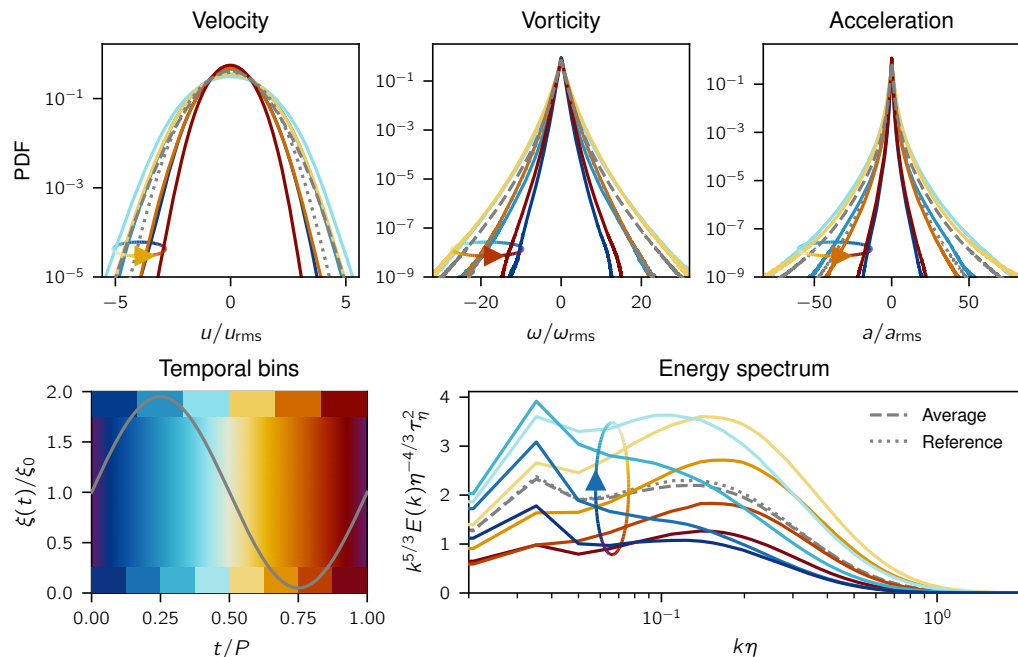 Velocity
Vorticity
Acceleration
PDF
10⁻¹
10⁻³
10⁻⁵
−5
0
5
u/u_rms
10⁻¹
10⁻³
10⁻⁵
10⁻⁷
10⁻⁹
−20
0
20
ω/ω_rms
10⁻¹
10⁻³
10⁻⁵
10⁻⁷
10⁻⁹
−50
0
50
a/a_rms
Temporal bins
ξ(t)/ξ₀
2.0
1.5
1.0
0.5
0.0
0.00
0.25
0.50
0.75
1.00
t/P
Energy spectrum
k^{5/3}E(k)η^{−4/3}τ_η^2
4
3
2
1
0
Average
Reference
10⁻¹
10⁰
kη